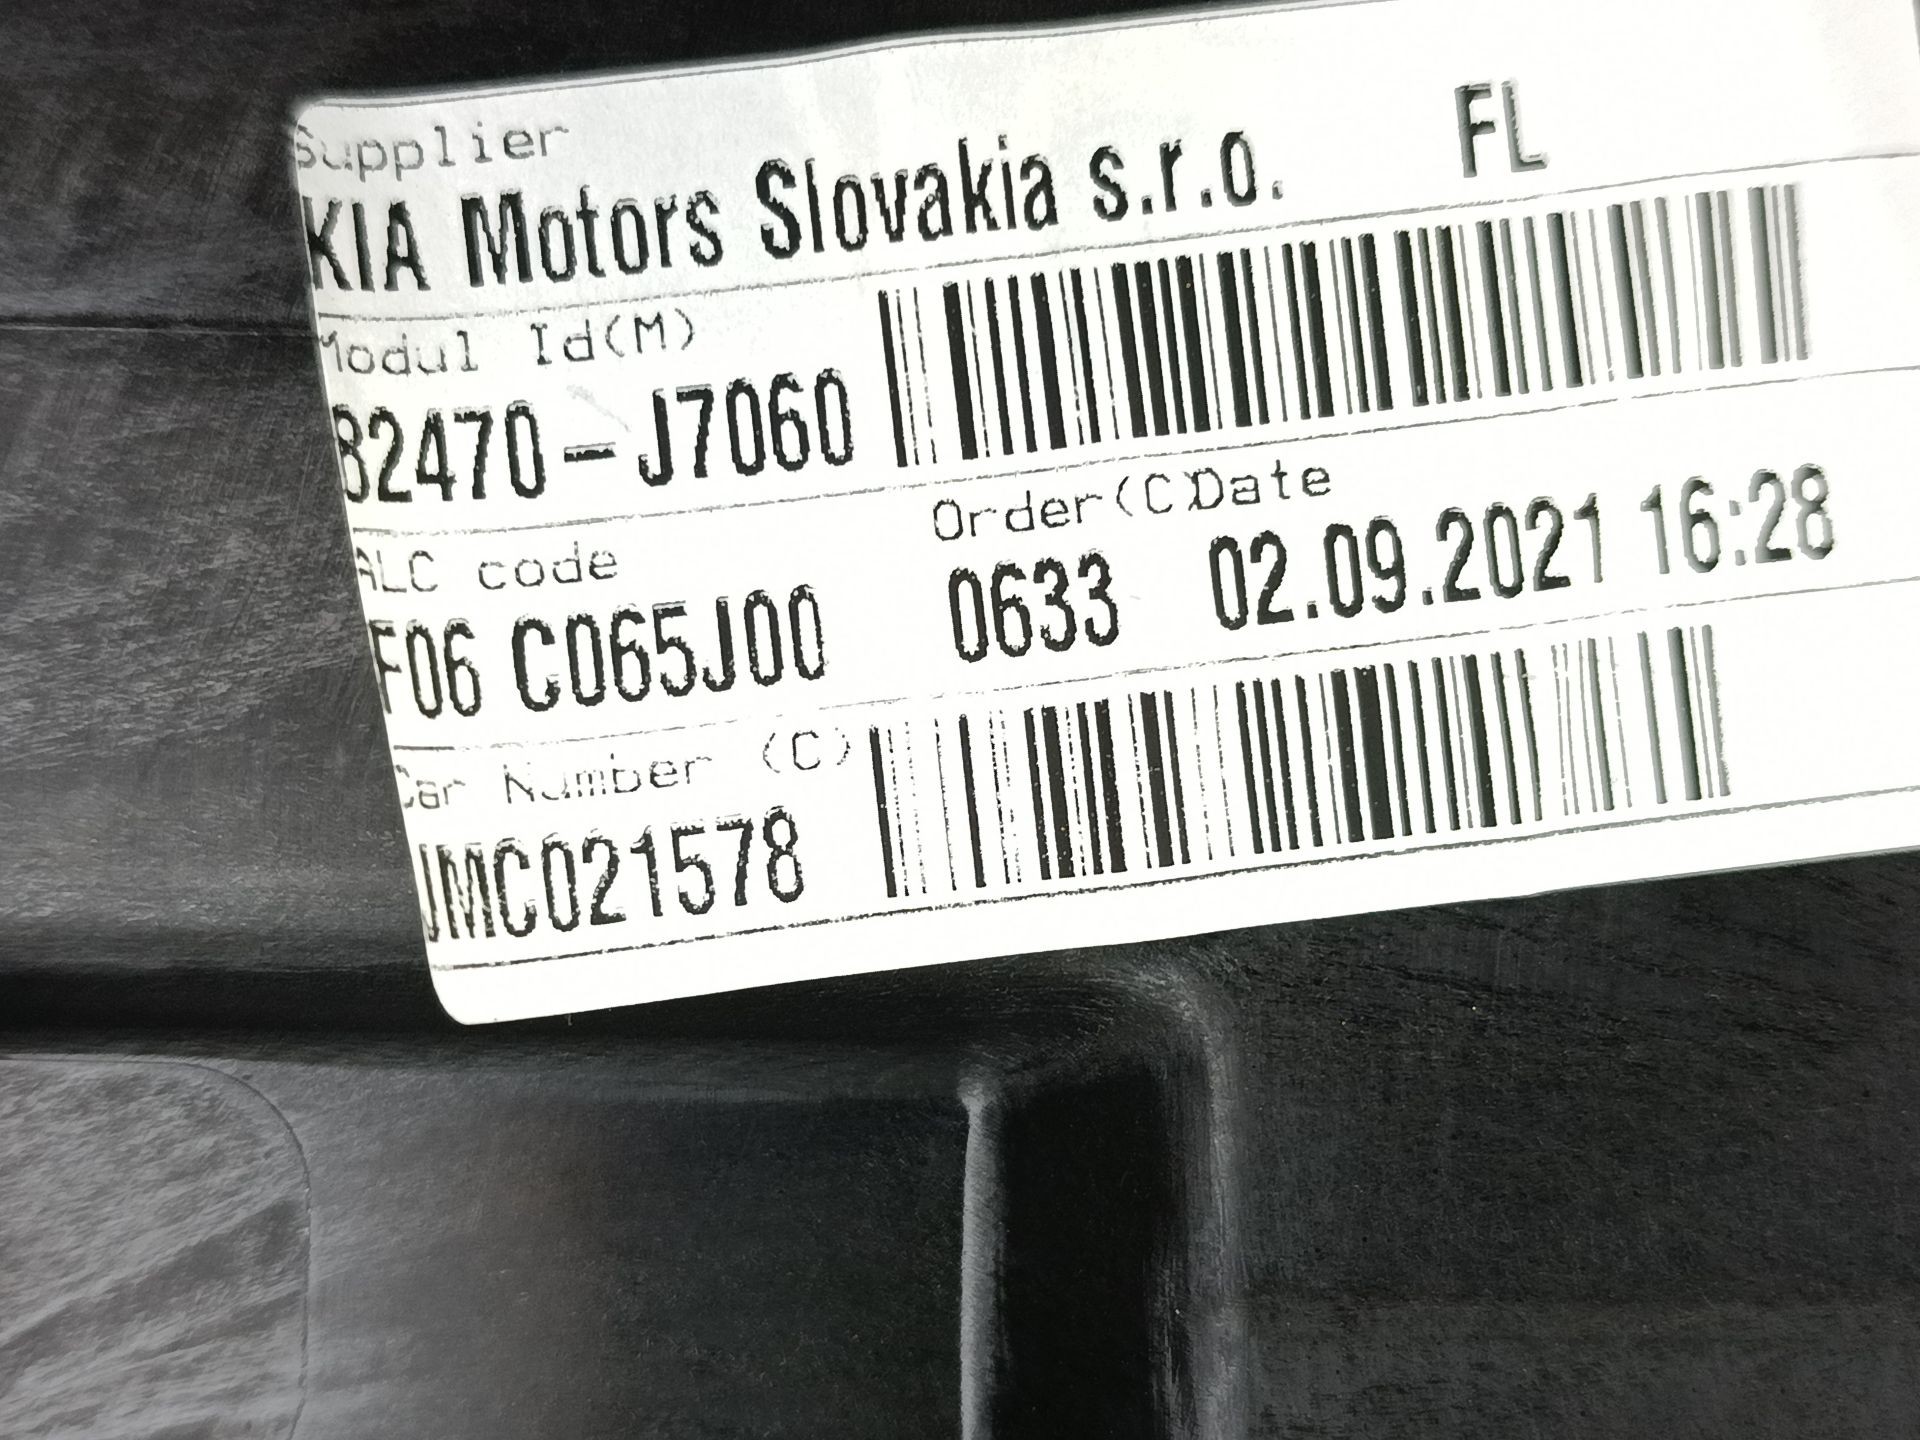 Supplier
KIA Motors Slovakia s.r.o. FL
Modul Id(M)
82470-J7060
ALC code Order(C)Date
F06 C065J00 0633 02.09.2021 16:28
Car Number (C)
JMC021578